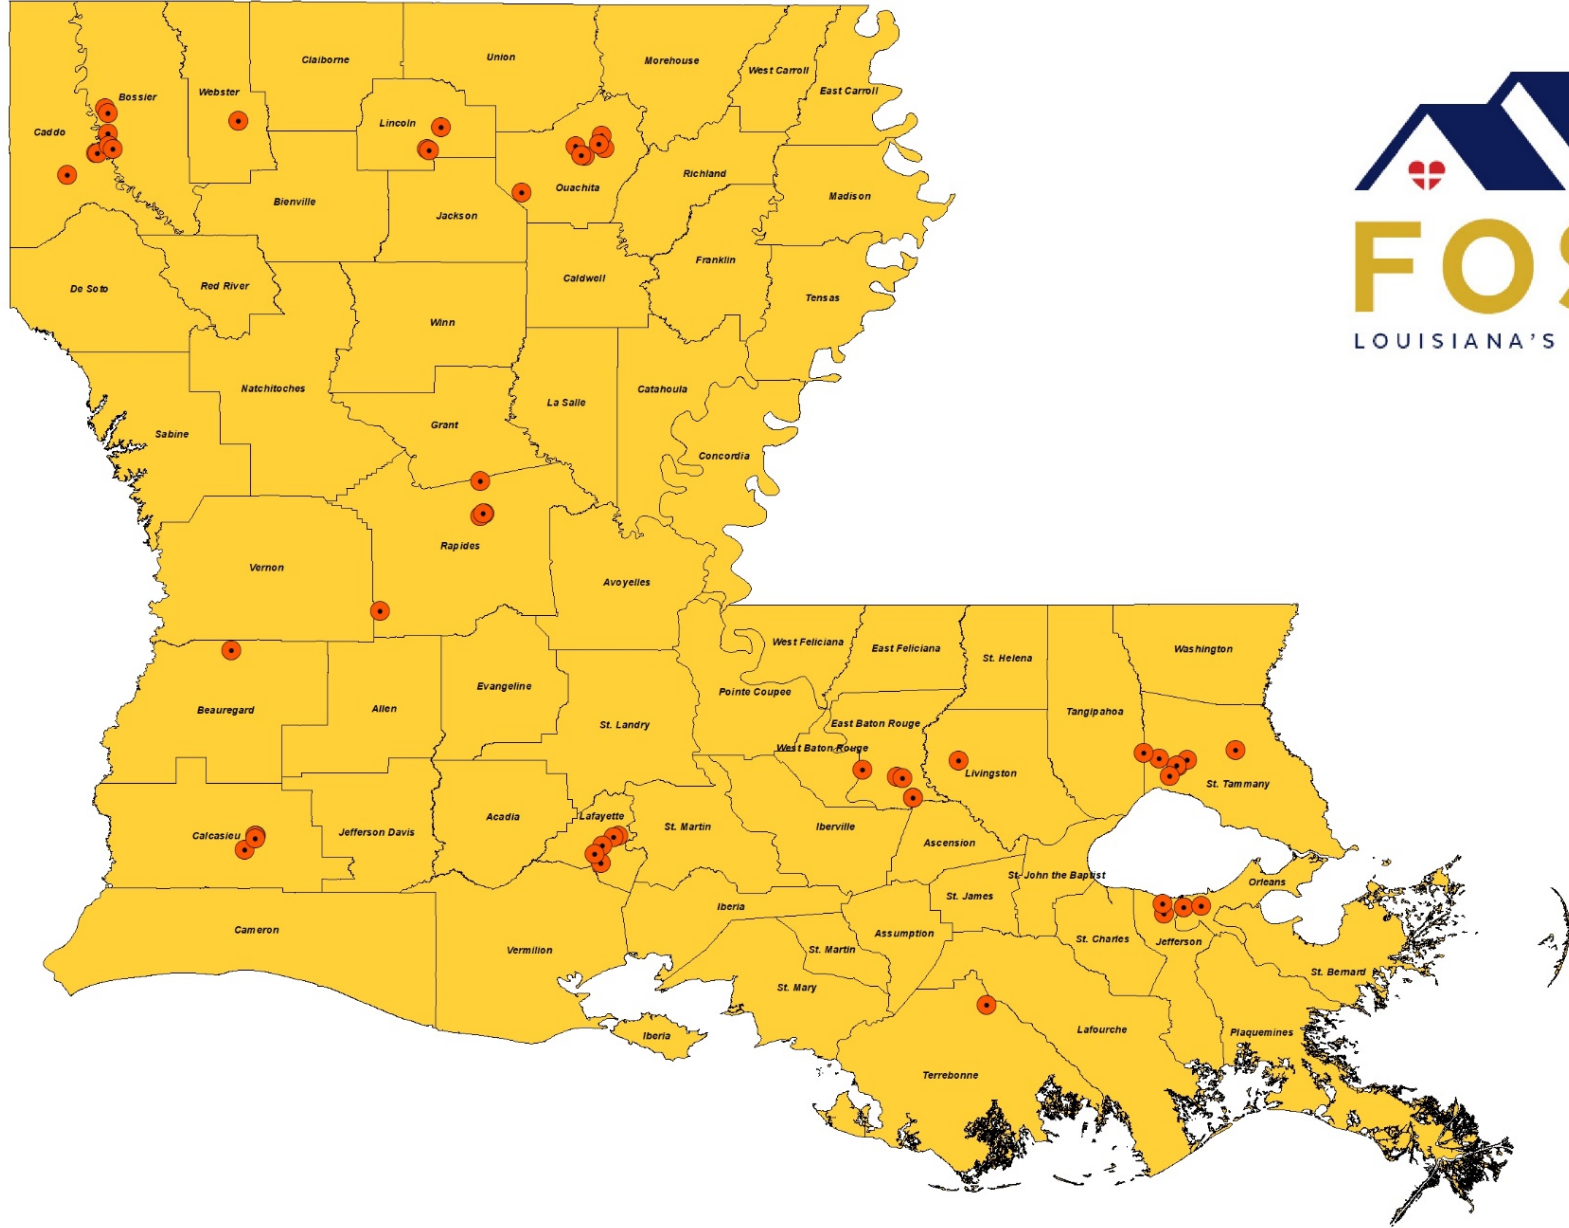 Claiborne
Union
Morehouse
West Carroll
East Carroll
Bossier
Webster
Caddo
Lincoln
Ouachita
Richland
Madison
Bienville
Jackson
Franklin
De Soto
Red River
Caldwell
Tensas
Winn
Natchitoches
La Salle
Catahoula
Grant
Sabine
Concordia
Rapides
Vernon
Avoyelles
West Feliciana
East Feliciana
St. Helena
Washington
Evangeline
Pointe Coupee
Beauregard
Allen
St. Landry
East Baton Rouge
Tangipahoa
West Baton Rouge
Livingston
St. Tammany
Calcasieu
Jefferson Davis
Acadia
Lafayette
St. Martin
Iberville
Ascension
St. John the Baptist
Orleans
St. James
Iberia
Cameron
Vermilion
Assumption
St. Martin
St. Charles
Jefferson
St. Mary
St. Bernard
Iberia
Lafourche
Plaquemines
Terrebonne
FOS
LOUISIANA'S